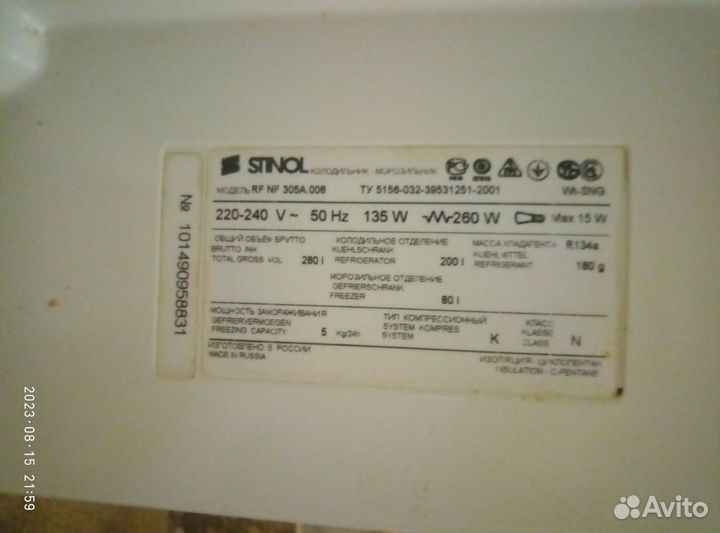 STINOL ХОЛОДИЛЬНИК - МОРОЗИЛЬНИК
МОДЕЛЬ RF NF 305A.008 ТУ 5156-032-39531251-2001 W6-SNG
220-240 V ~ 50 Hz 135 W 260 W Max 15 W
ОБЩИЙ ОБЪЕМ БРУТТО
BRUTTO INH
TOTAL GROSS VOL 280 l
ХОЛОДИЛЬНОЕ ОТДЕЛЕНИЕ
KUEHLSCHRANK
REFRIGERATOR 200 l
МОРОЗИЛЬНОЕ ОТДЕЛЕНИЕ
GEFRIERSCHRANK
FREEZER 80 l
МАССА ХЛАДАГЕНТА R134a
KUEHLMITTEL
REFRIGERANT 180 g
МОЩНОСТЬ ЗАМОРАЖИВАНИЯ
GEFRIERVERMOEGEN
FREEZING CAPACITY 5 Kg/24h
ТИП КОМПРЕССИОННЫЙ
SYSTEM KOMPRES
SYSTEM K
КЛАСС
KLASSE
CLASS N
ИЗГОТОВЛЕНО В РОССИИ
MADE IN RUSSIA
ИЗОЛЯЦИЯ - ЦИКЛОПЕНТАН
INSULATION - C-PENTANE
№ 101490958831
2023-08-15 21:59
Avito